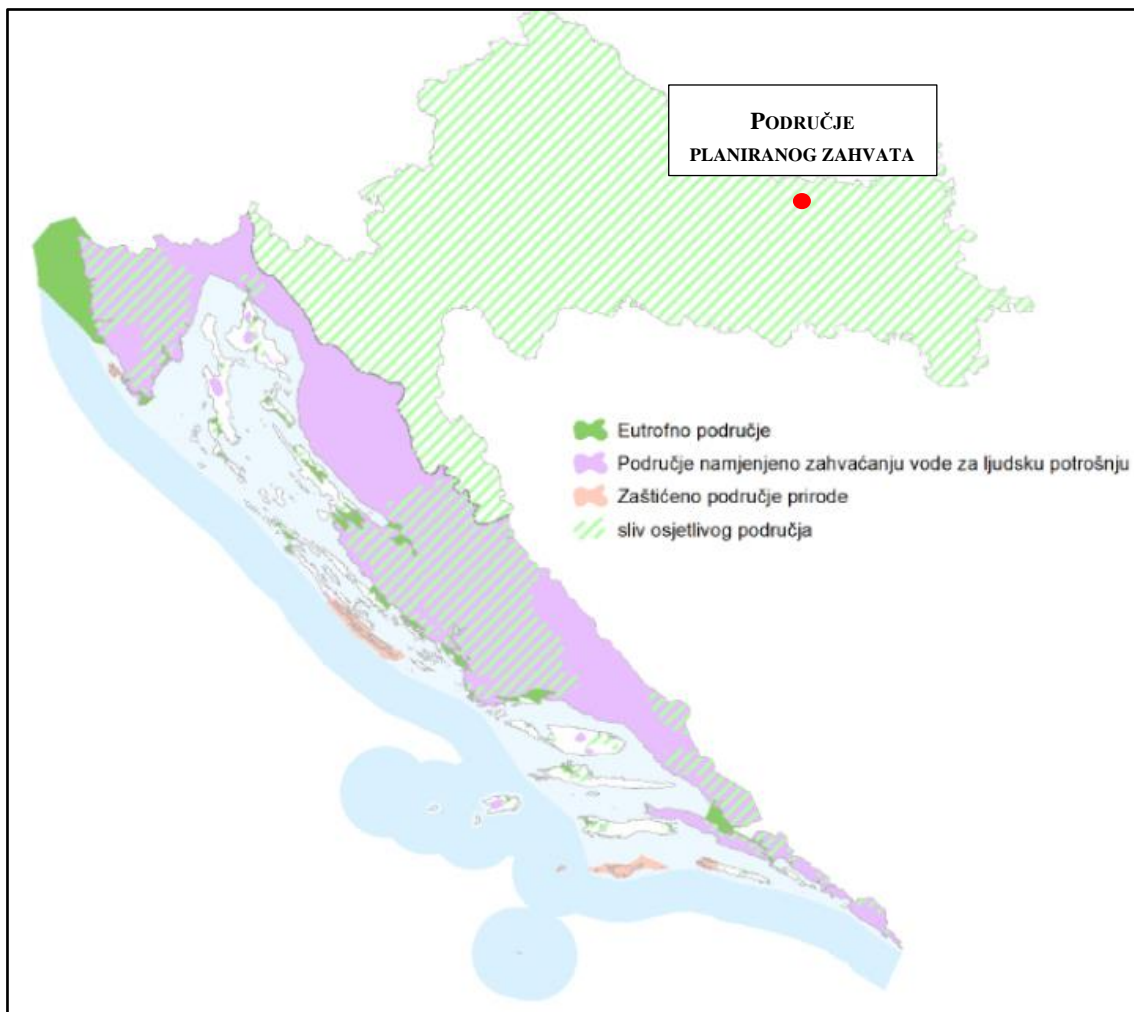 PODRUČJE
PLANIRANOG ZAHVATA
Eutrofno područje
Područje namjenjeno zahvaćanju vode za ljudsku potrošnju
Zaštićeno područje prirode
sliv osjetlivog područja